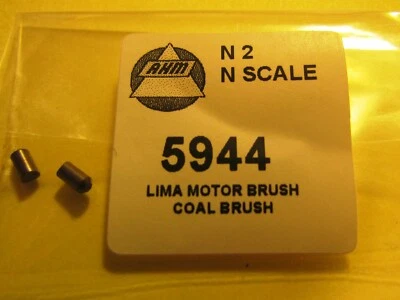 AHM
N 2
N SCALE
5944
LIMA MOTOR BRUSH
COAL BRUSH